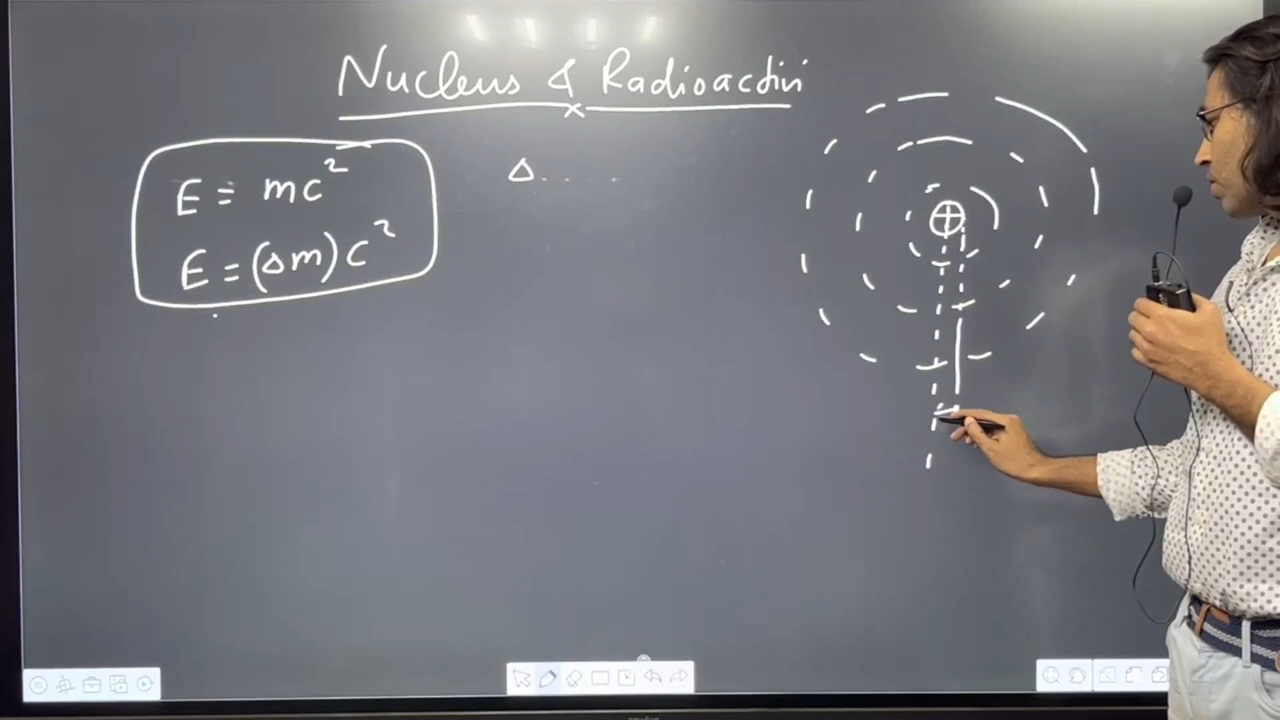 Nucleus & Radioactivi
E = mc²
E = (Δm)c²
Δ.....